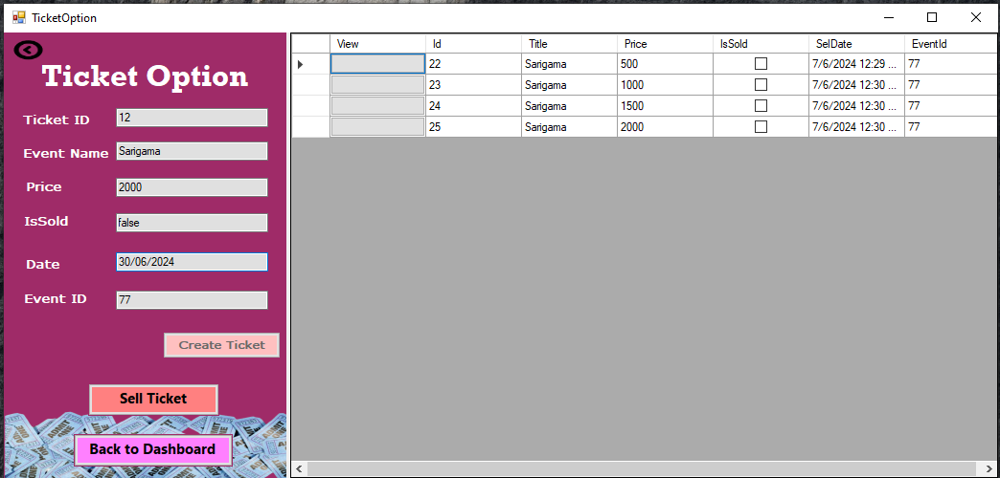 TicketOption
Ticket Option
Ticket ID 12
Event Name Sarigama
Price 2000
IsSold false
Date 30/06/2024
Event ID 77
Create Ticket
Sell Ticket
Back to Dashboard
View Id Title Price IsSold SelDate EventId
22 Sarigama 500 7/6/2024 12:29 ... 77
23 Sarigama 1000 7/6/2024 12:30 ... 77
24 Sarigama 1500 7/6/2024 12:30 ... 77
25 Sarigama 2000 7/6/2024 12:30 ... 77